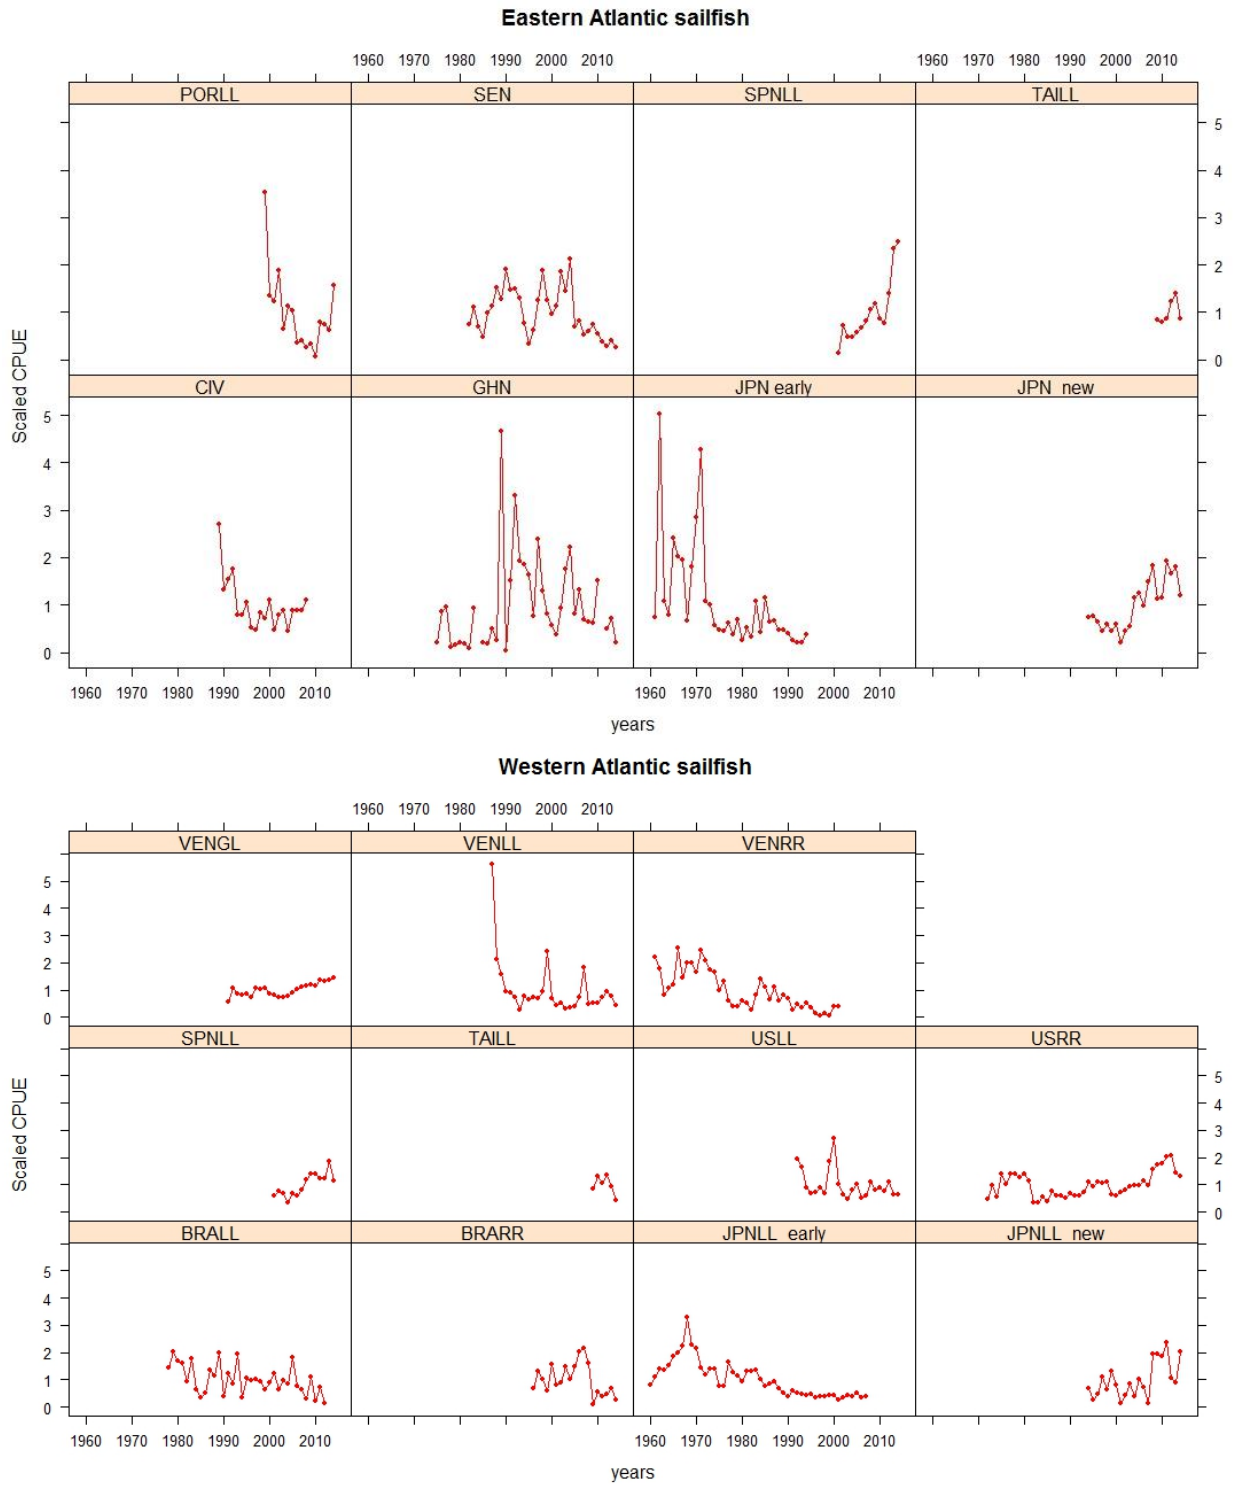 Eastern Atlantic sailfish
1960 1970 1980 1990 2000 2010 1960 1970 1980 1990 2000 2010
PORLL SEN SPNLL TAILL
5
4
3
2
1
0
Scaled CPUE
CIV GHN JPN early JPN new
5
4
3
2
1
0
1960 1970 1980 1990 2000 2010 1960 1970 1980 1990 2000 2010
years
Western Atlantic sailfish
1960 1970 1980 1990 2000 2010
VENGL VENLL VENRR
5
4
3
2
1
0
Scaled CPUE
SPNLL TAILL USLL USRR
5
4
3
2
1
0
BRALL BRARR JPNLL early JPNLL new
5
4
3
2
1
0
1960 1970 1980 1990 2000 2010 1960 1970 1980 1990 2000 2010
years